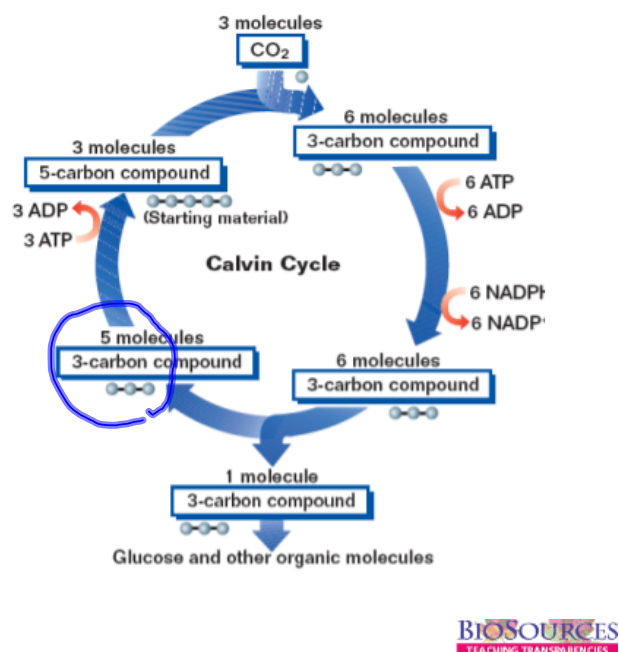 3 molecules
CO₂
6 molecules
3-carbon compound
3 molecules
5-carbon compound
(Starting material)
6 ATP
6 ADP
3 ADP
3 ATP
Calvin Cycle
6 NADPH
6 NADP⁺
5 molecules
3-carbon compound
6 molecules
3-carbon compound
1 molecule
3-carbon compound
Glucose and other organic molecules
BIOSOURCES
TEACHING TRANSPARENCIES